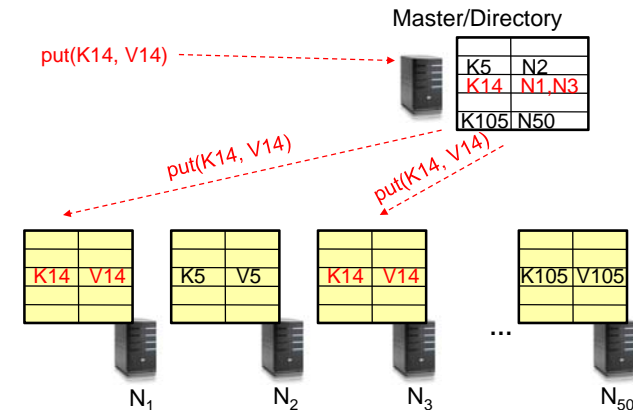 Master/Directory
put(K14, V14)
K5 N2
K14 N1,N3
K105 N50
put(K14, V14)
put(K14, V14)
K14 V14
K5 V5
K14 V14
K105 V105
...
N1
N2
N3
N50